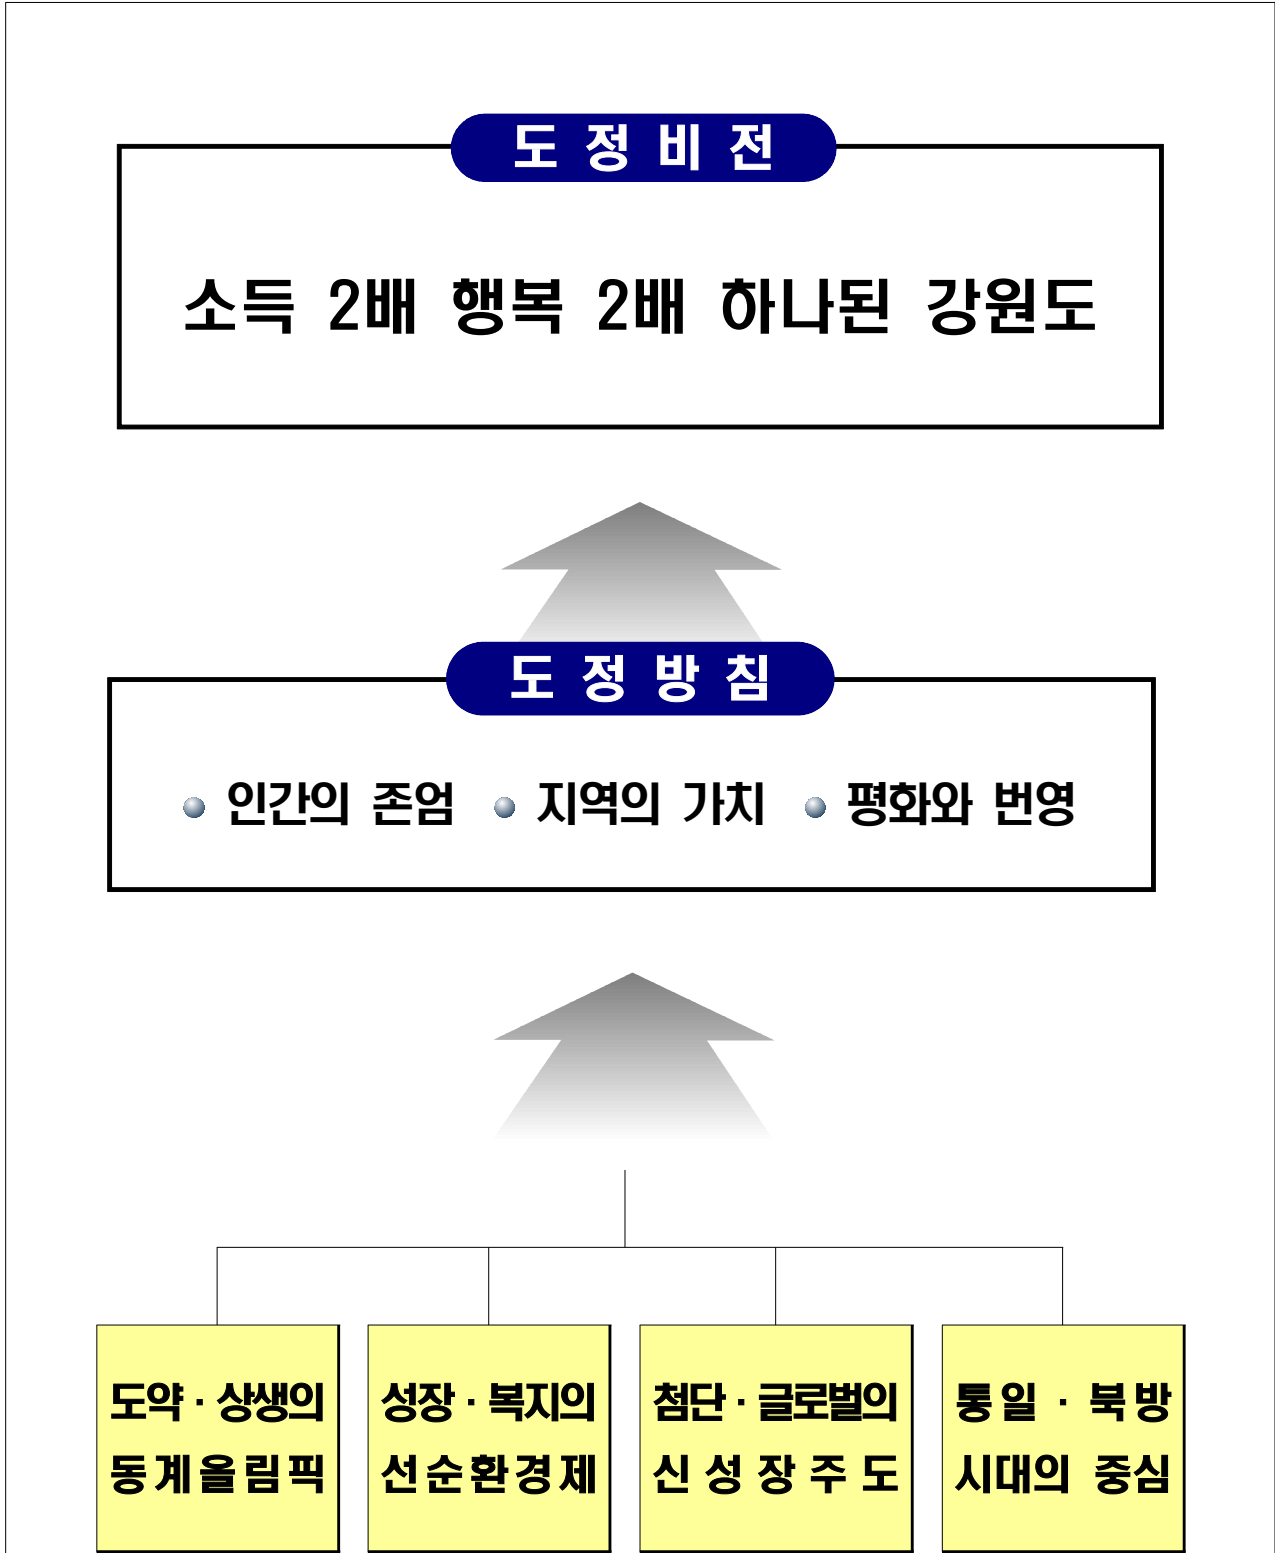 도 정 비 전
소득 2배 행복 2배 하나된 강원도
도 정 방 침
인간의 존엄 지역의 가치 평화와 번영
도약·상생의
동계올림픽
성장·복지의
선순환경제
첨단·글로벌의
신성장주도
통일·북방
시대의 중심